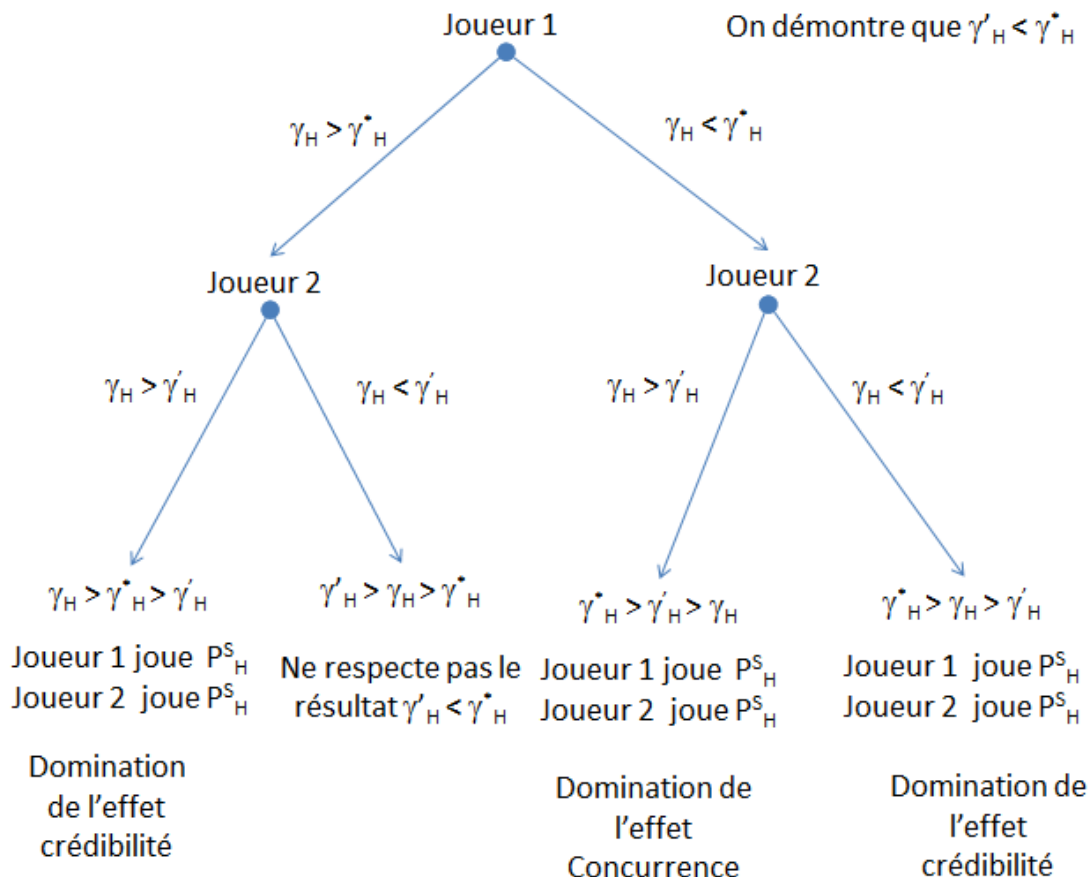 Joueur 1
On démontre que γ'H < γ*H
γH > γ*H
γH < γ*H
Joueur 2
Joueur 2
γH > γ'H
γH < γ'H
γH > γ'H
γH < γ'H
γH > γ*H > γ'H
Joueur 1 joue PSH
Joueur 2 joue PSH
Domination
de l'effet
crédibilité
γ'H > γH > γ*H
Ne respecte pas le
résultat γ'H < γ*H
γ*H > γ'H > γH
Joueur 1 joue PSH
Joueur 2 joue PSH
Domination de
l'effet
Concurrence
γ*H > γH > γ'H
Joueur 1 joue PSH
Joueur 2 joue PSH
Domination de
l'effet
crédibilité